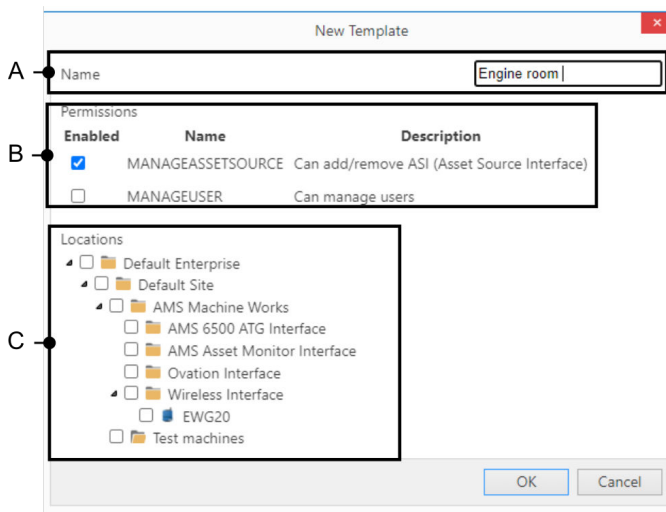 New Template
×
A
Name
Engine room
Permissions
Enabled Name Description
B
MANAGEASSETSOURCE Can add/remove ASI (Asset Source Interface)
MANAGEUSER Can manage users
Locations
Default Enterprise
Default Site
AMS Machine Works
AMS 6500 ATG Interface
C
AMS Asset Monitor Interface
Ovation Interface
Wireless Interface
EWG20
Test machines
OK Cancel